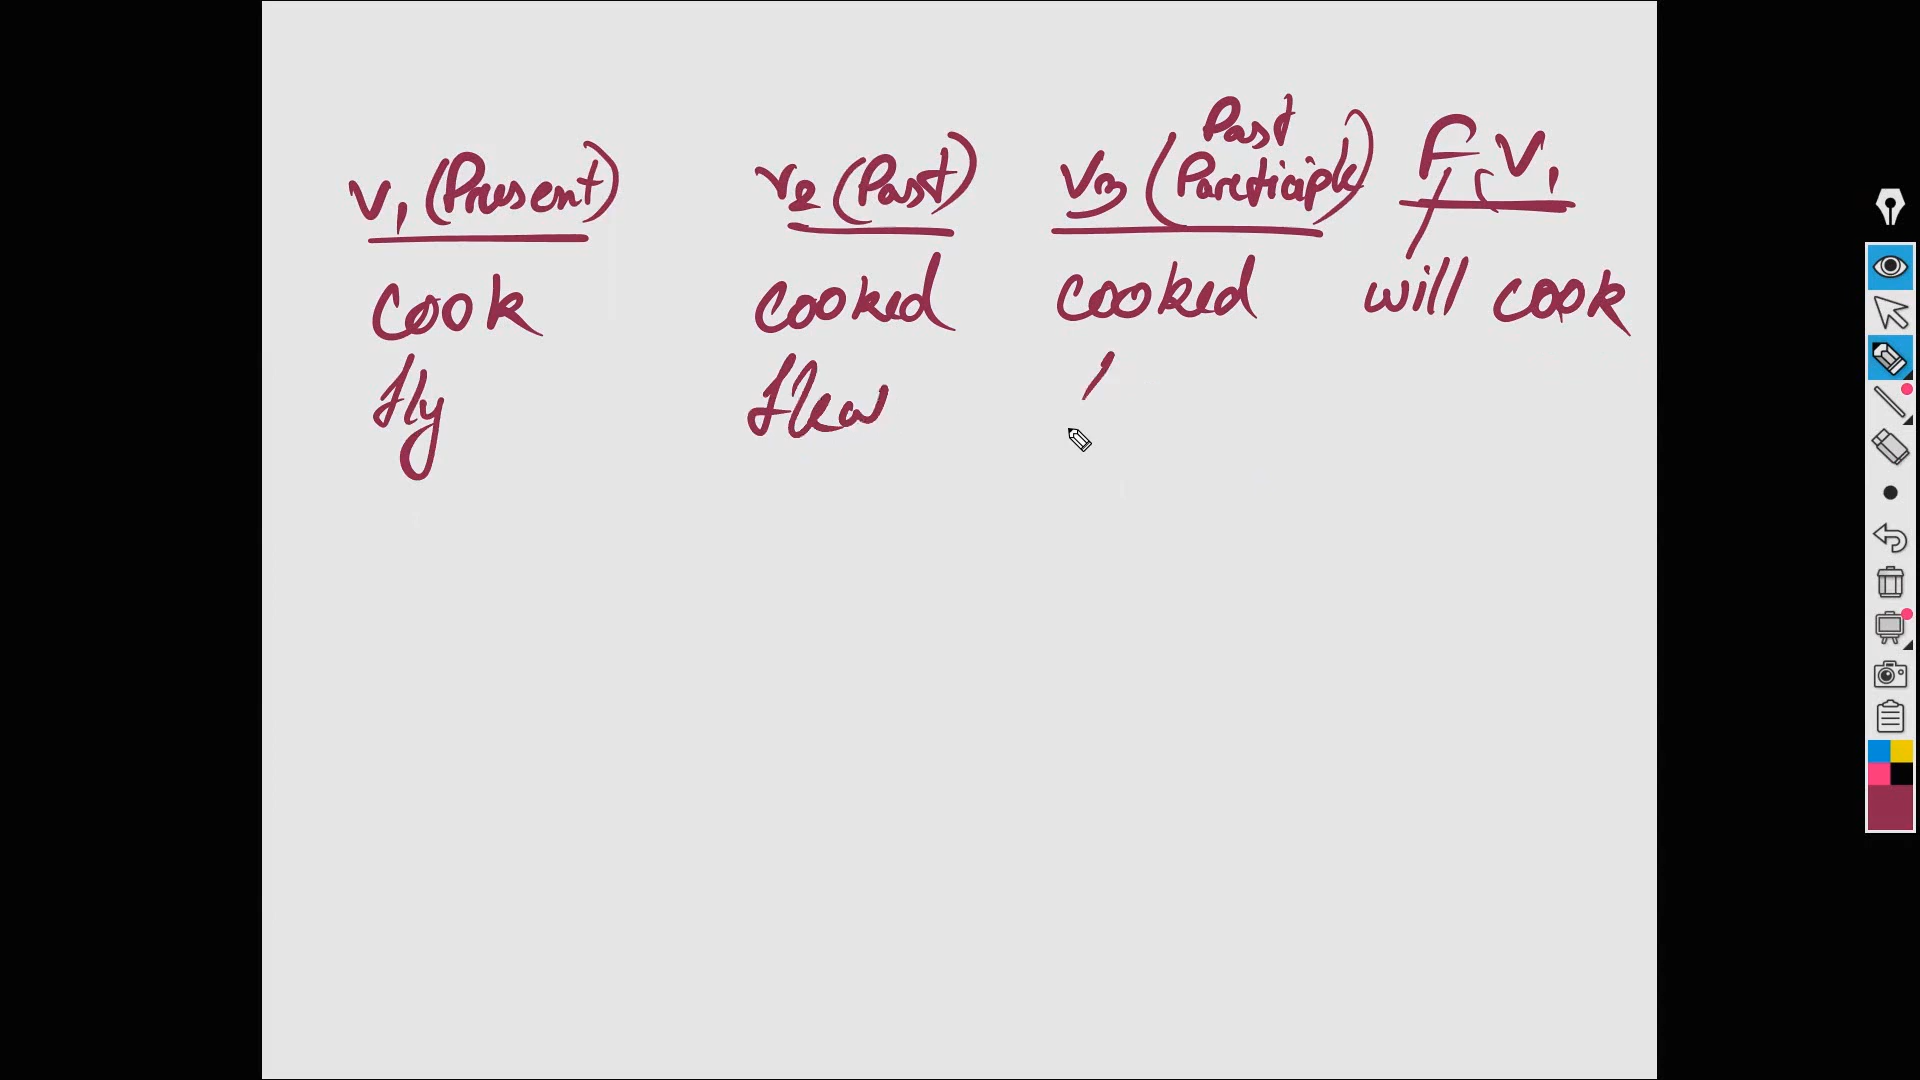 V1 (Present) V2 (Past) V3 (Past Participle) F, V1
cook cooked cooked will cook
fly flew